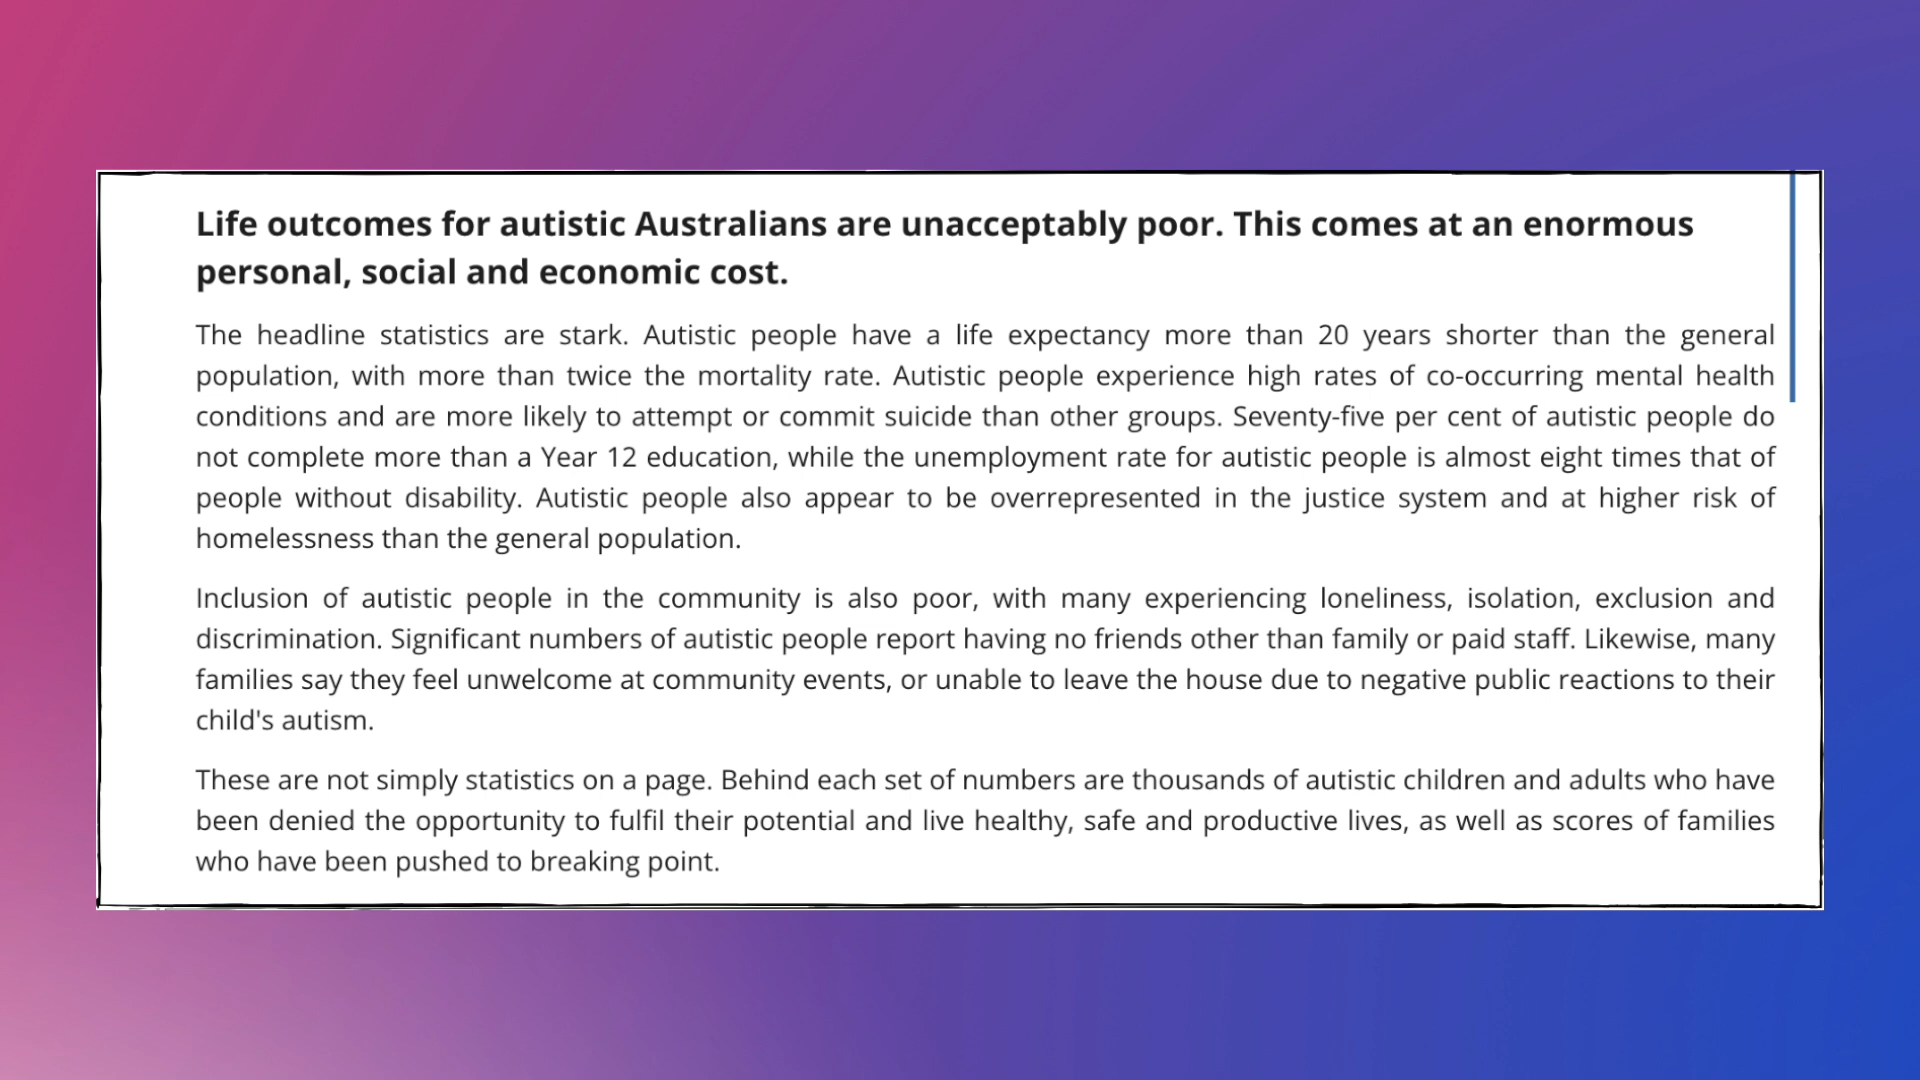 Life outcomes for autistic Australians are unacceptably poor. This comes at an enormous
personal, social and economic cost.
The headline statistics are stark. Autistic people have a life expectancy more than 20 years shorter than the general
population, with more than twice the mortality rate. Autistic people experience high rates of co-occurring mental health
conditions and are more likely to attempt or commit suicide than other groups. Seventy-five per cent of autistic people do
not complete more than a Year 12 education, while the unemployment rate for autistic people is almost eight times that of
people without disability. Autistic people also appear to be overrepresented in the justice system and at higher risk of
homelessness than the general population.
Inclusion of autistic people in the community is also poor, with many experiencing loneliness, isolation, exclusion and
discrimination. Significant numbers of autistic people report having no friends other than family or paid staff. Likewise, many
families say they feel unwelcome at community events, or unable to leave the house due to negative public reactions to their
child's autism.
These are not simply statistics on a page. Behind each set of numbers are thousands of autistic children and adults who have
been denied the opportunity to fulfil their potential and live healthy, safe and productive lives, as well as scores of families
who have been pushed to breaking point.